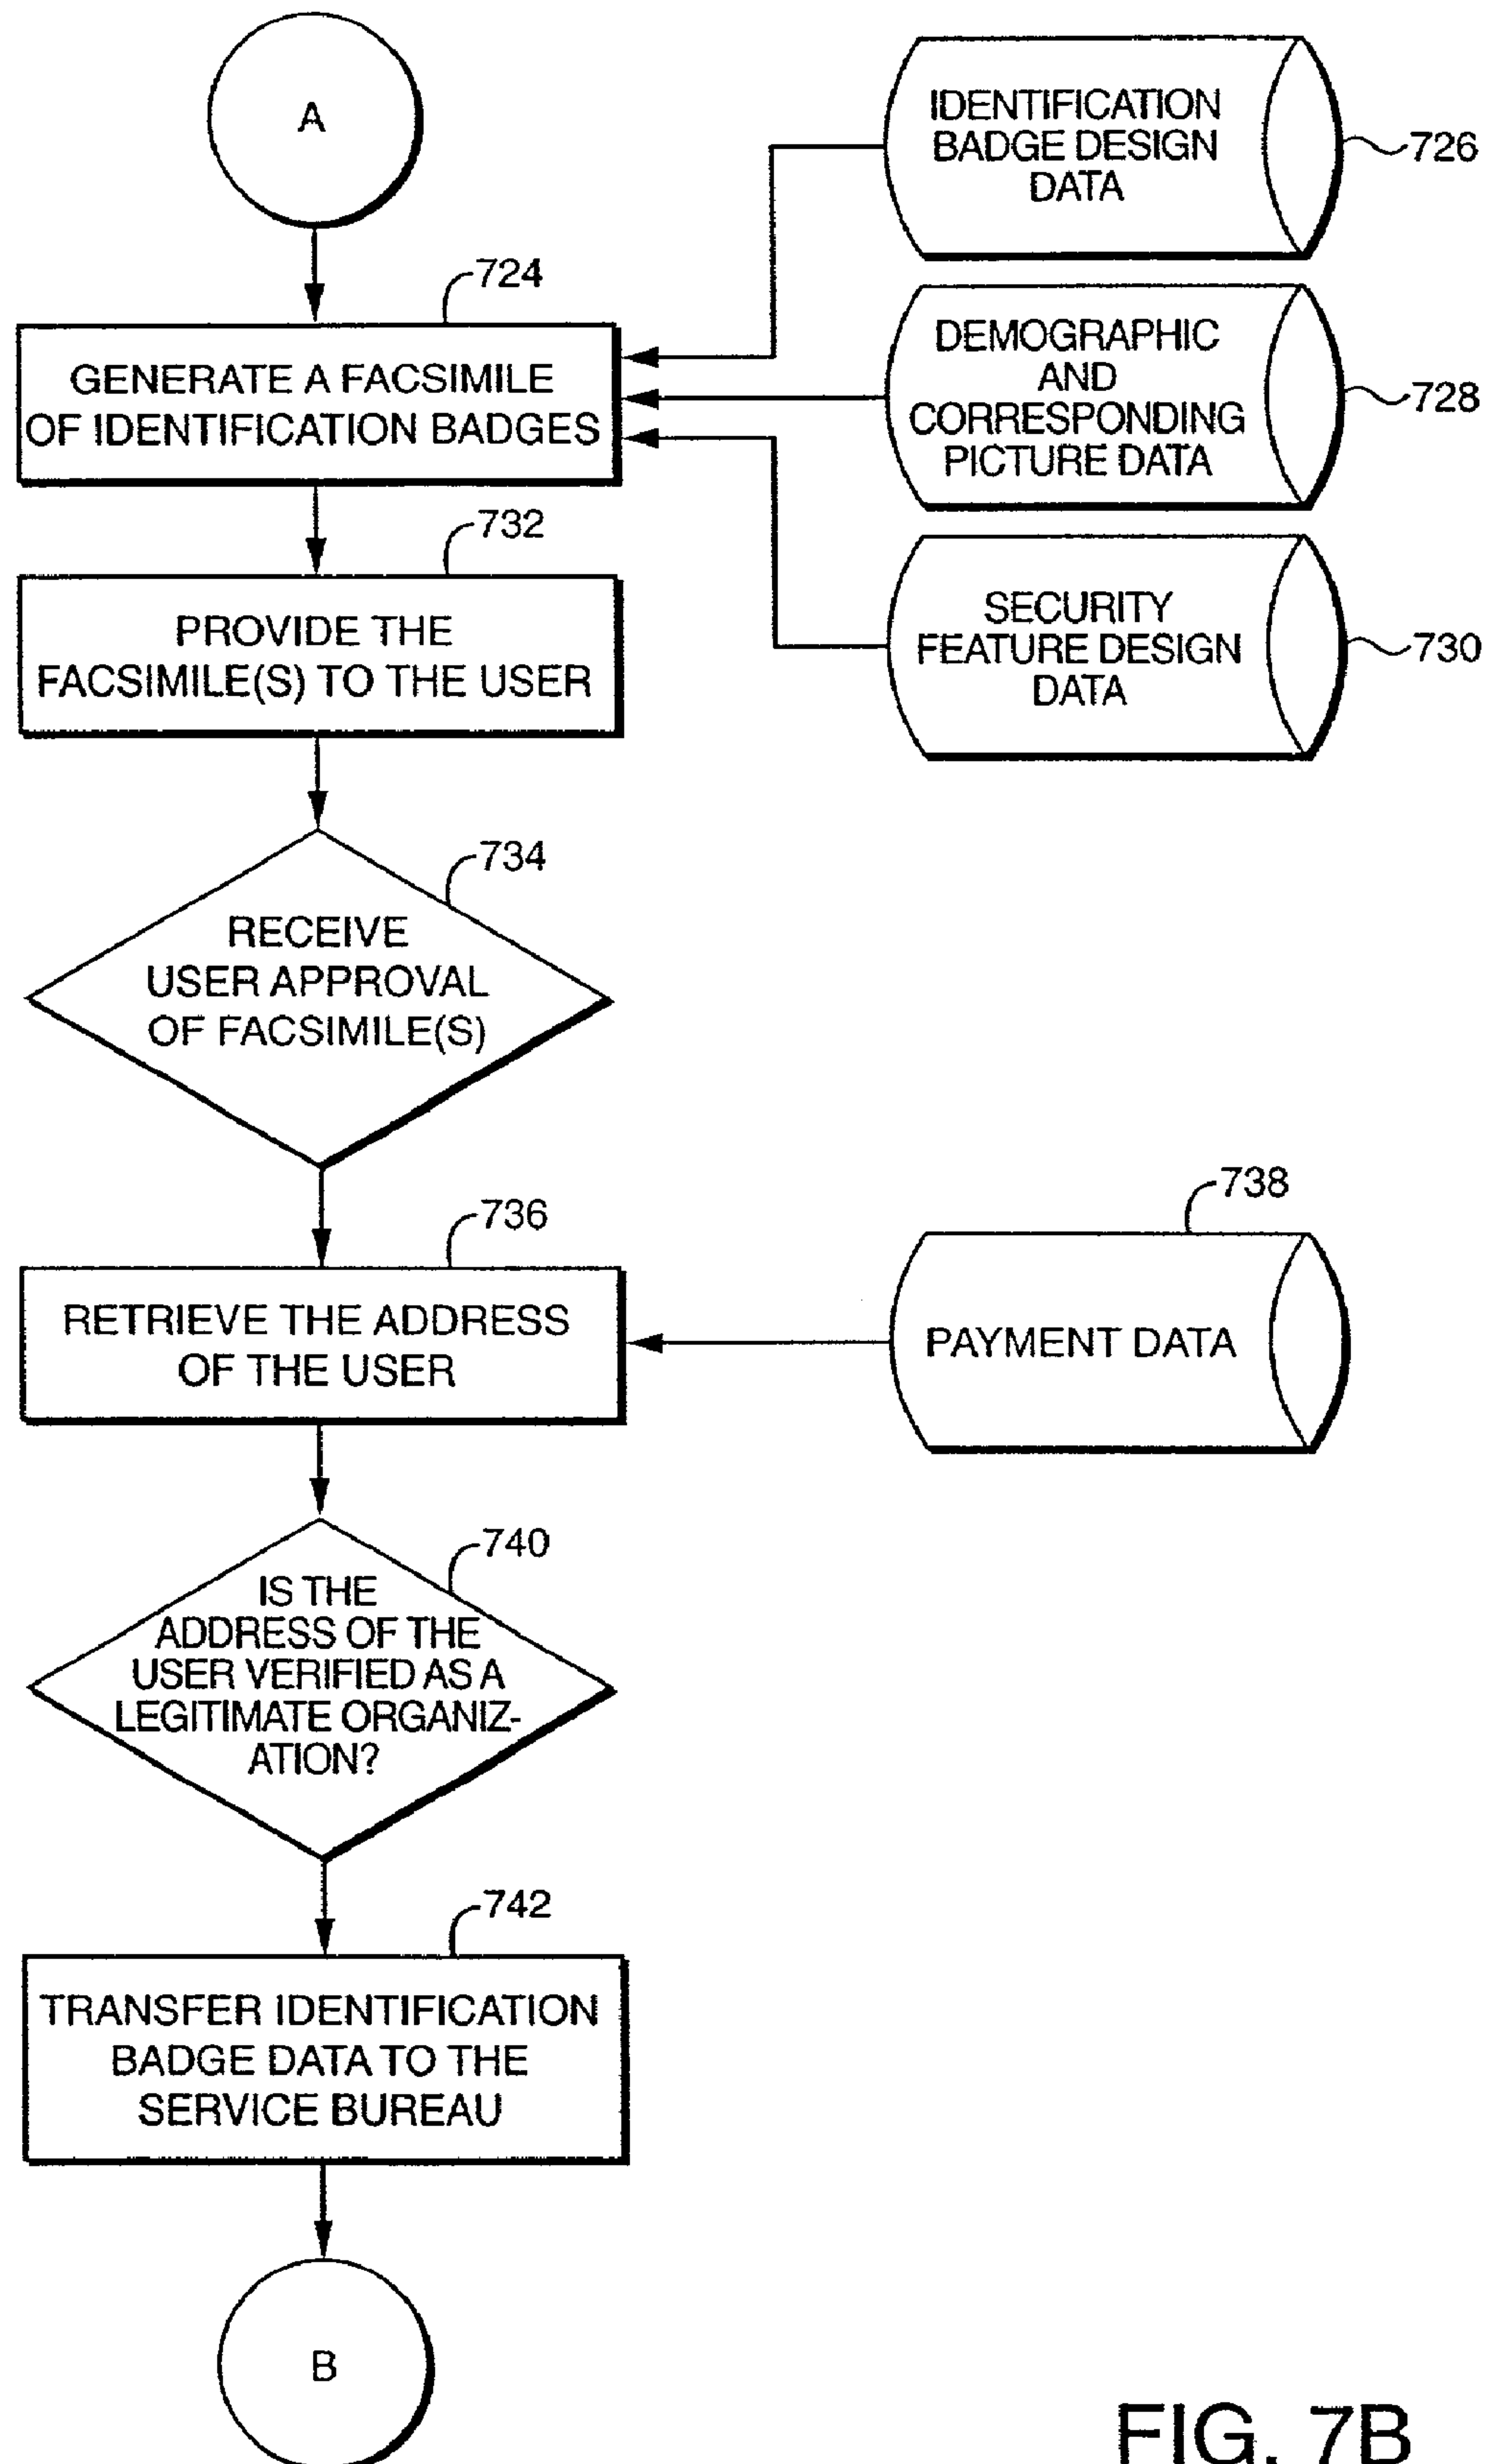 A
IDENTIFICATION
BADGE DESIGN
DATA
726
724
GENERATE A FACSIMILE
OF IDENTIFICATION BADGES
DEMOGRAPHIC
AND
CORRESPONDING
PICTURE DATA
728
732
PROVIDE THE
FACSIMILE(S) TO THE USER
SECURITY
FEATURE DESIGN
DATA
730
734
RECEIVE
USER APPROVAL
OF FACSIMILE(S)
736
RETRIEVE THE ADDRESS
OF THE USER
738
PAYMENT DATA
740
IS THE
ADDRESS OF THE
USER VERIFIED AS A
LEGITIMATE ORGANIZ-
ATION?
742
TRANSFER IDENTIFICATION
BADGE DATA TO THE
SERVICE BUREAU
B
FIG. 7B